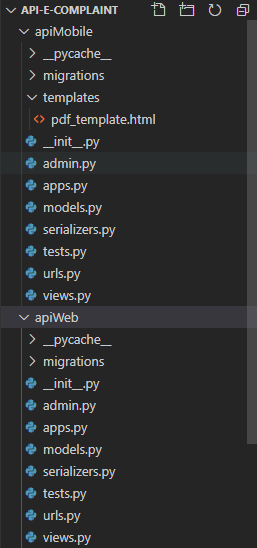 API-E-COMPLAINT
apiMobile
__pycache__
migrations
templates
pdf_template.html
__init__.py
admin.py
apps.py
models.py
serializers.py
tests.py
urls.py
views.py
apiWeb
__pycache__
migrations
__init__.py
admin.py
apps.py
models.py
serializers.py
tests.py
urls.py
views.py